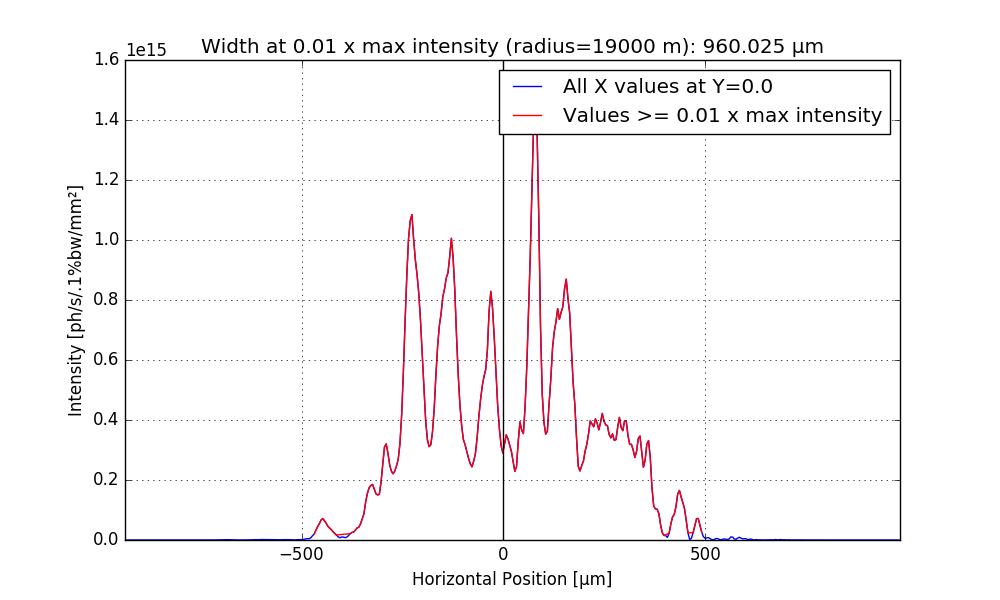 Width at 0.01 x max intensity (radius=19000 m): 960.025 μm
1e15
All X values at Y=0.0
Values >= 0.01 x max intensity
1.6
1.4
1.2
1.0
0.8
0.6
0.4
0.2
0.0
Intensity [ph/s/.1%bw/mm²]
−500
0
500
Horizontal Position [μm]